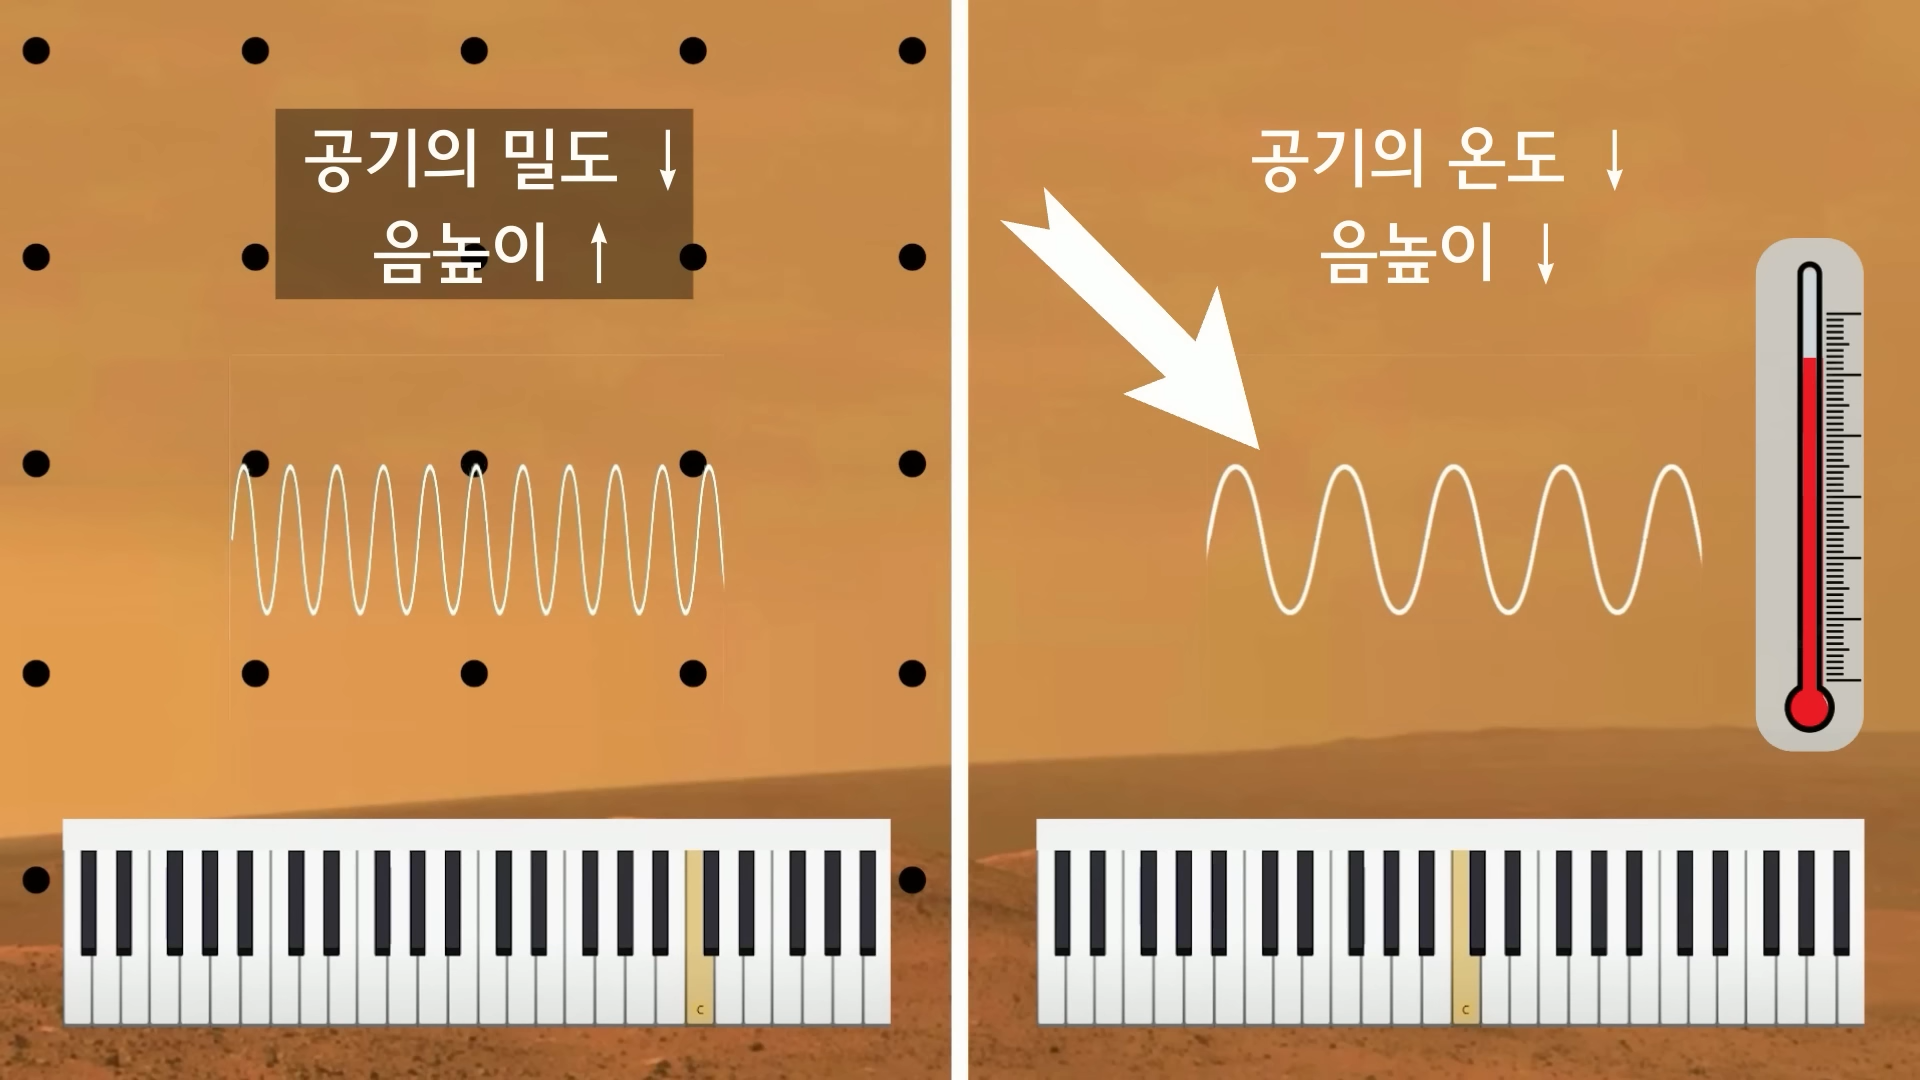 공기의 밀도 ↓
음높이 ↑
공기의 온도 ↓
음높이 ↓
C
C